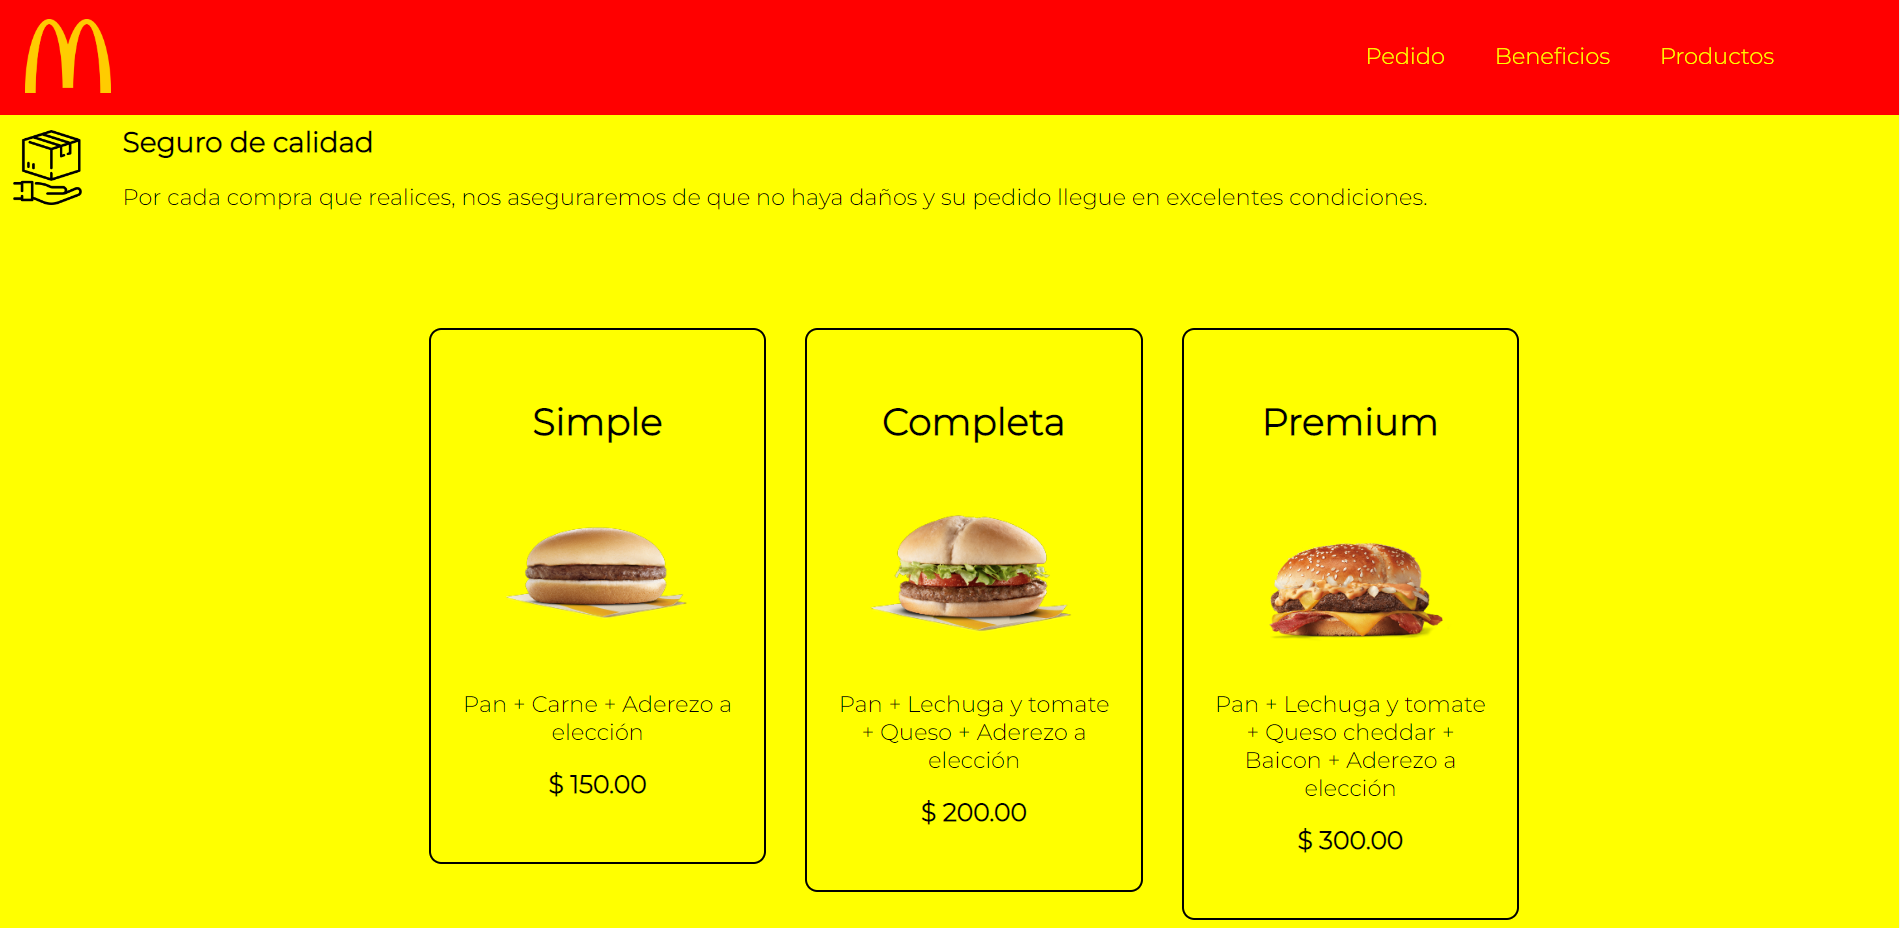 Pedido Beneficios Productos
Seguro de calidad
Por cada compra que realices, nos aseguraremos de que no haya daños y su pedido llegue en excelentes condiciones.
Simple
Pan + Carne + Aderezo a
elección
$ 150.00
Completa
Pan + Lechuga y tomate
+ Queso + Aderezo a
elección
$ 200.00
Premium
Pan + Lechuga y tomate
+ Queso cheddar +
Baicon + Aderezo a
elección
$ 300.00